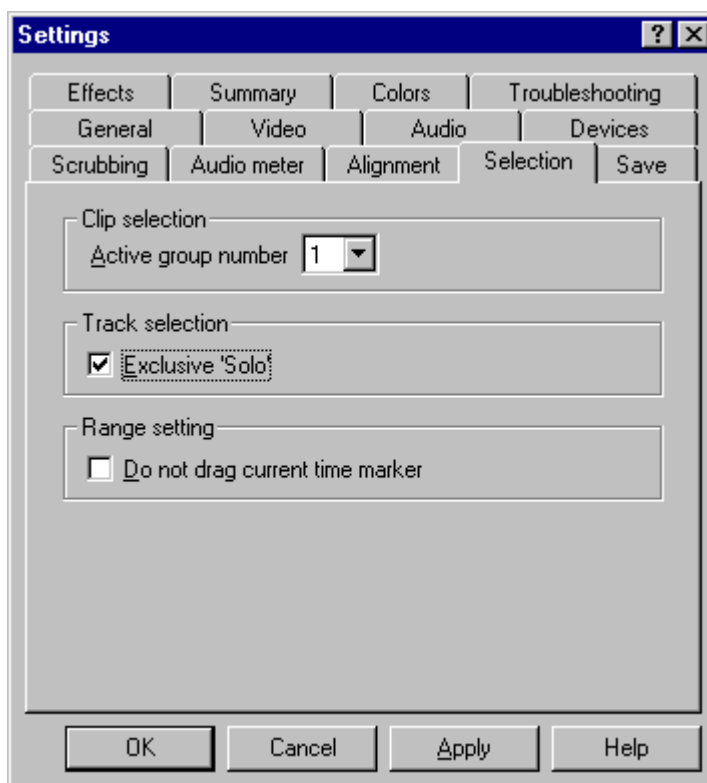 Settings
Effects Summary Colors Troubleshooting
General Video Audio Devices
Scrubbing Audio meter Alignment Selection Save
Clip selection
Active group number 1
Track selection
Exclusive 'Solo'
Range setting
Do not drag current time marker
OK Cancel Apply Help